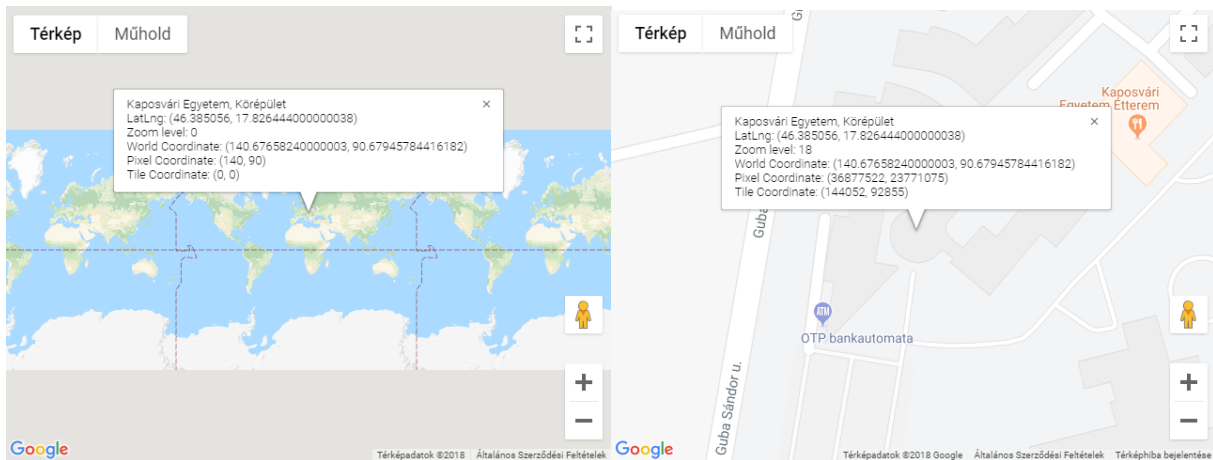 Térkép Műhold
Kaposvári Egyetem, Körépület
LatLng: (46.385056, 17.826444000000038)
Zoom level: 0
World Coordinate: (140.67658240000003, 90.67945784416182)
Pixel Coordinate: (140, 90)
Tile Coordinate: (0, 0)
Google
Térképadatok ©2018 Általános Szerződési Feltételek
Térkép Műhold
Kaposvári
Egyetem Étterem
Kaposvári Egyetem, Körépület
LatLng: (46.385056, 17.826444000000038)
Zoom level: 18
World Coordinate: (140.67658240000003, 90.67945784416182)
Pixel Coordinate: (36877522, 23771075)
Tile Coordinate: (144052, 92855)
Guba
ATM
OTP bankautomata
Guba Sándor u.
Google
Térképadatok ©2018 Google Általános Szerződési Feltételek Térképhiba bejelentése